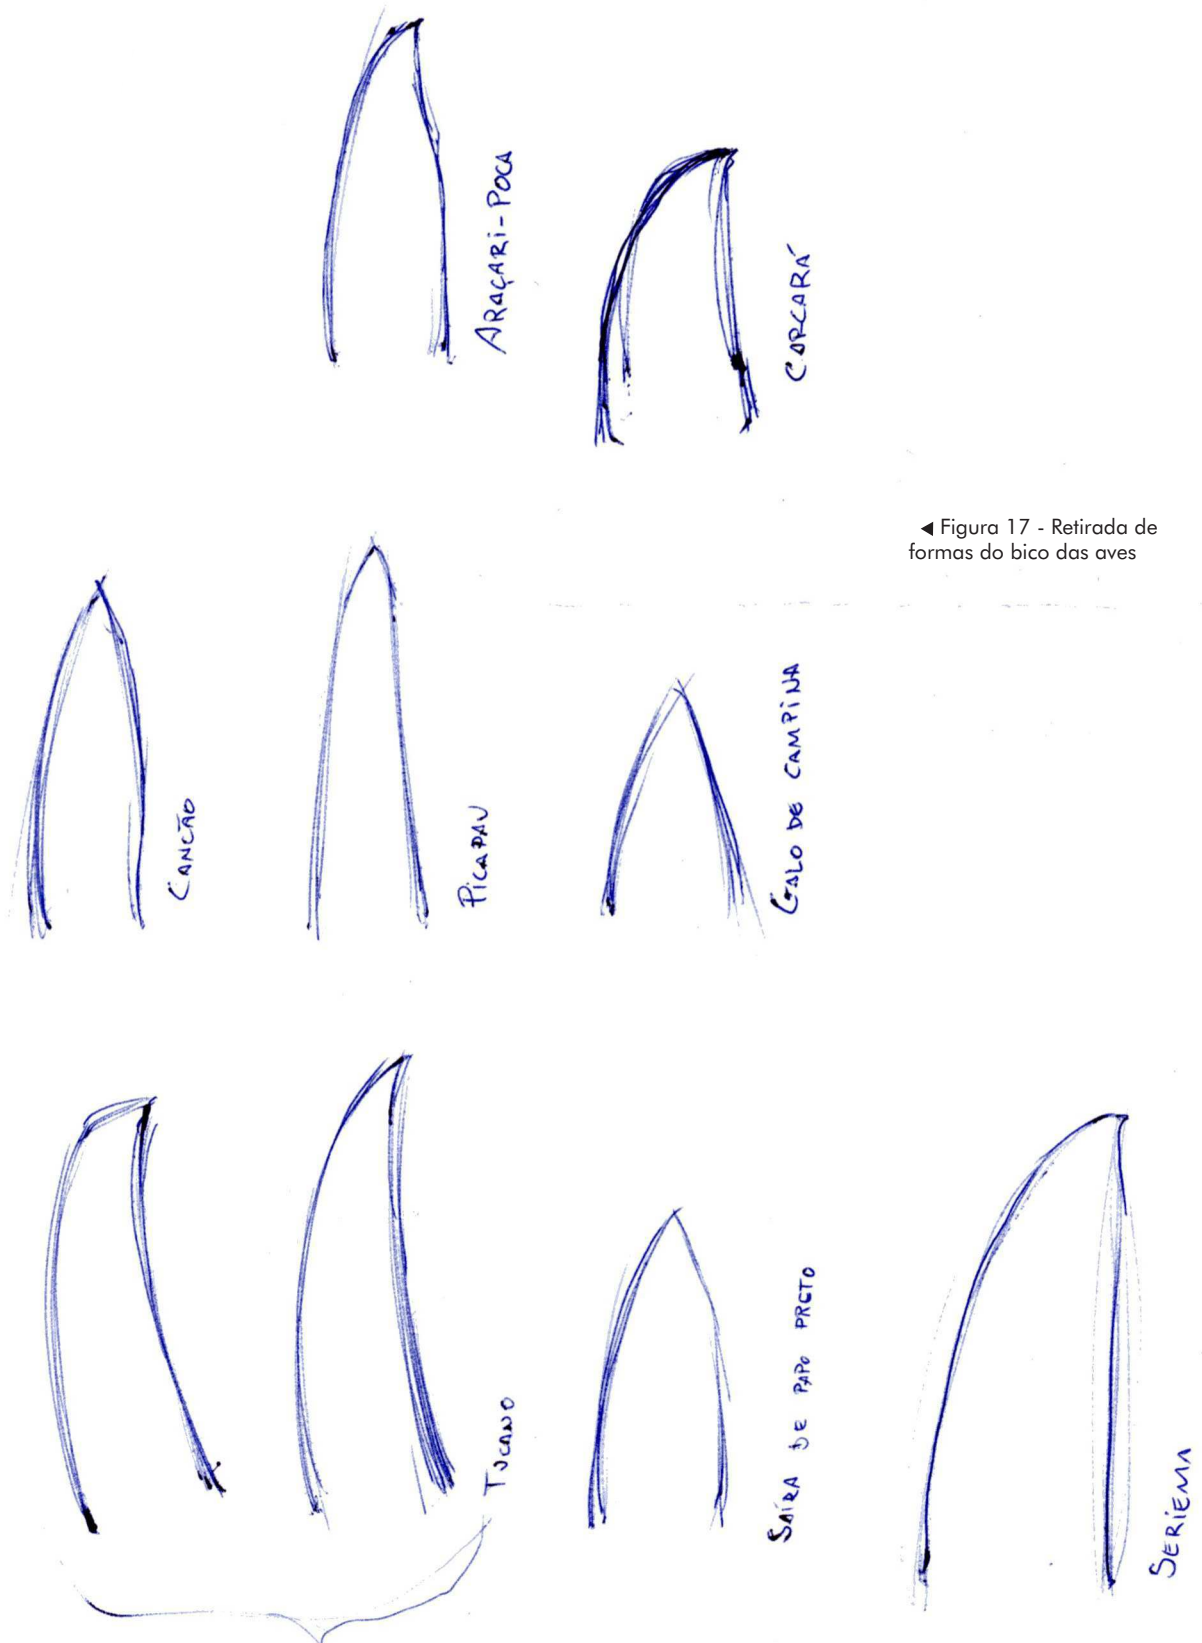 ARAÇARI-POCA
CARCARÁ
◀ Figura 17 - Retirada de
formas do bico das aves
CANCÃO
PICAPAU
GALO DE CAMPINA
TUCANO
SAÍRA DE PAPO PRETO
SERIEMA